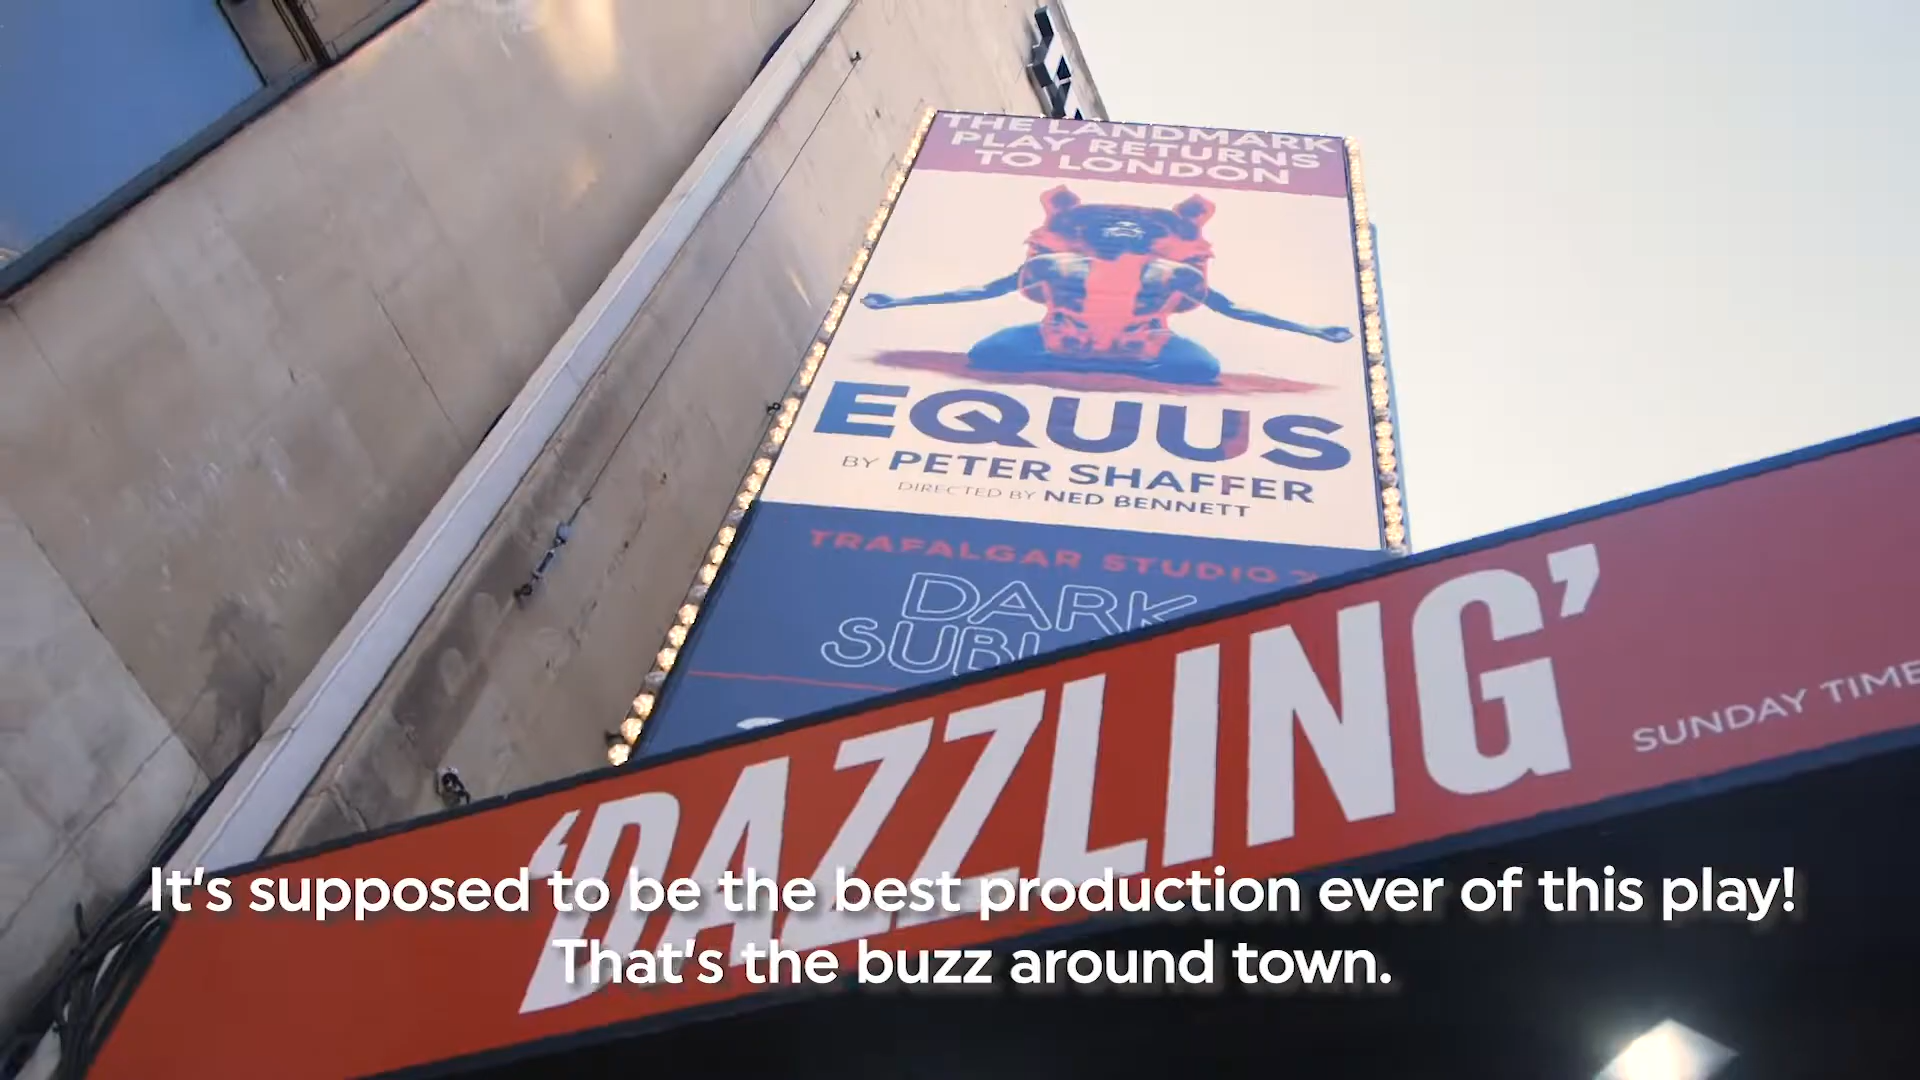 THE LANDMARK
PLAY RETURNS
TO LONDON
EQUUS
BY PETER SHAFFER
DIRECTED BY NED BENNETT
TRAFALGAR STUDIO
DARK
'DAZZLING'
SUNDAY TIME
It's supposed to be the best production ever of this play!
That's the buzz around town.